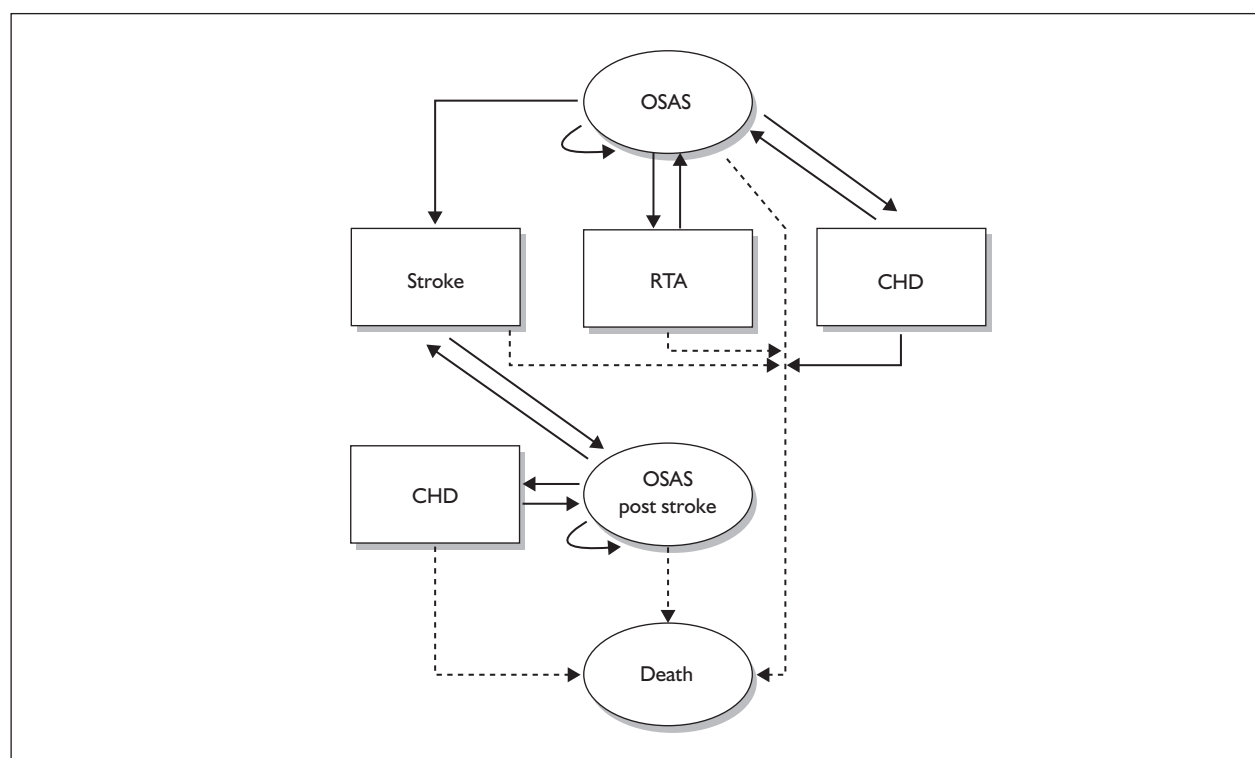 OSAS
Stroke
RTA
CHD
CHD
OSAS
post stroke
Death